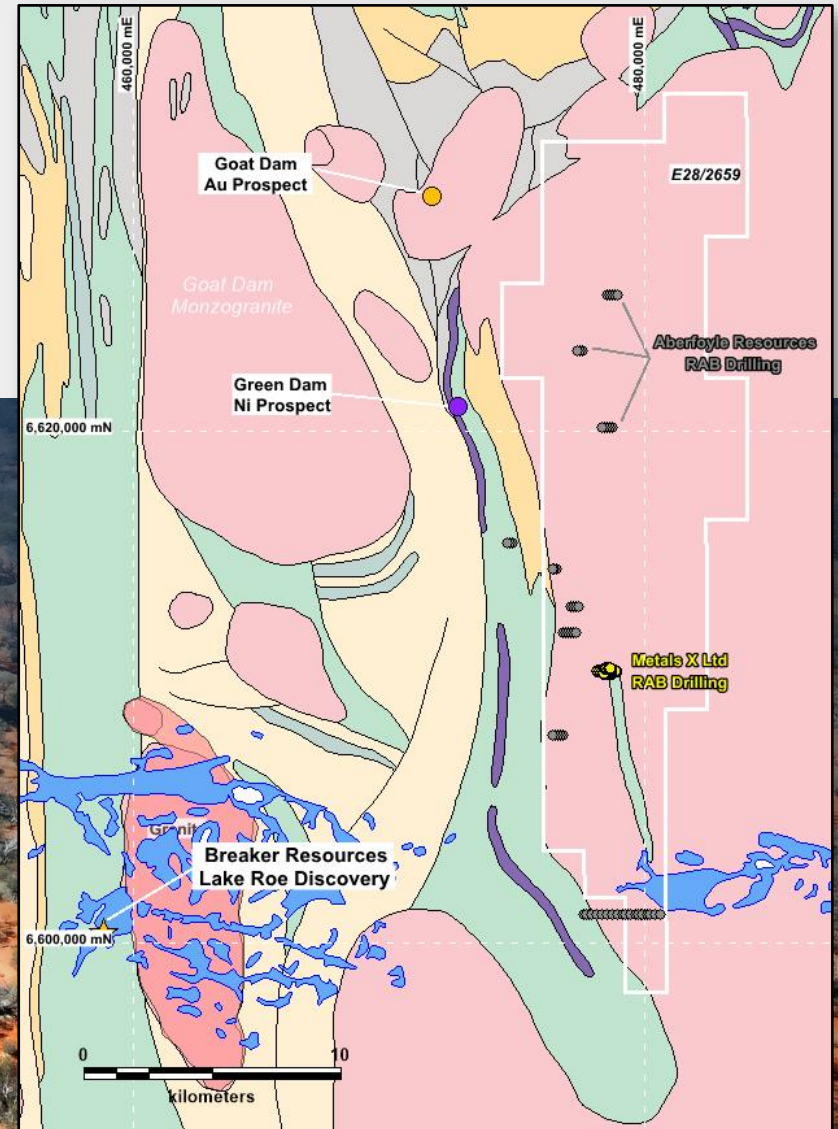 460,000 mE
480,000 mE
Goat Dam
Au Prospect
E28/2659
Goat Dam
Monzogranite
Aberfoyle Resources
RAB Drilling
Green Dam
Ni Prospect
6,620,000 mN
Metals X Ltd
RAB Drilling
Breaker Resources
Lake Roe Discovery
6,600,000 mN
0
10
kilometers